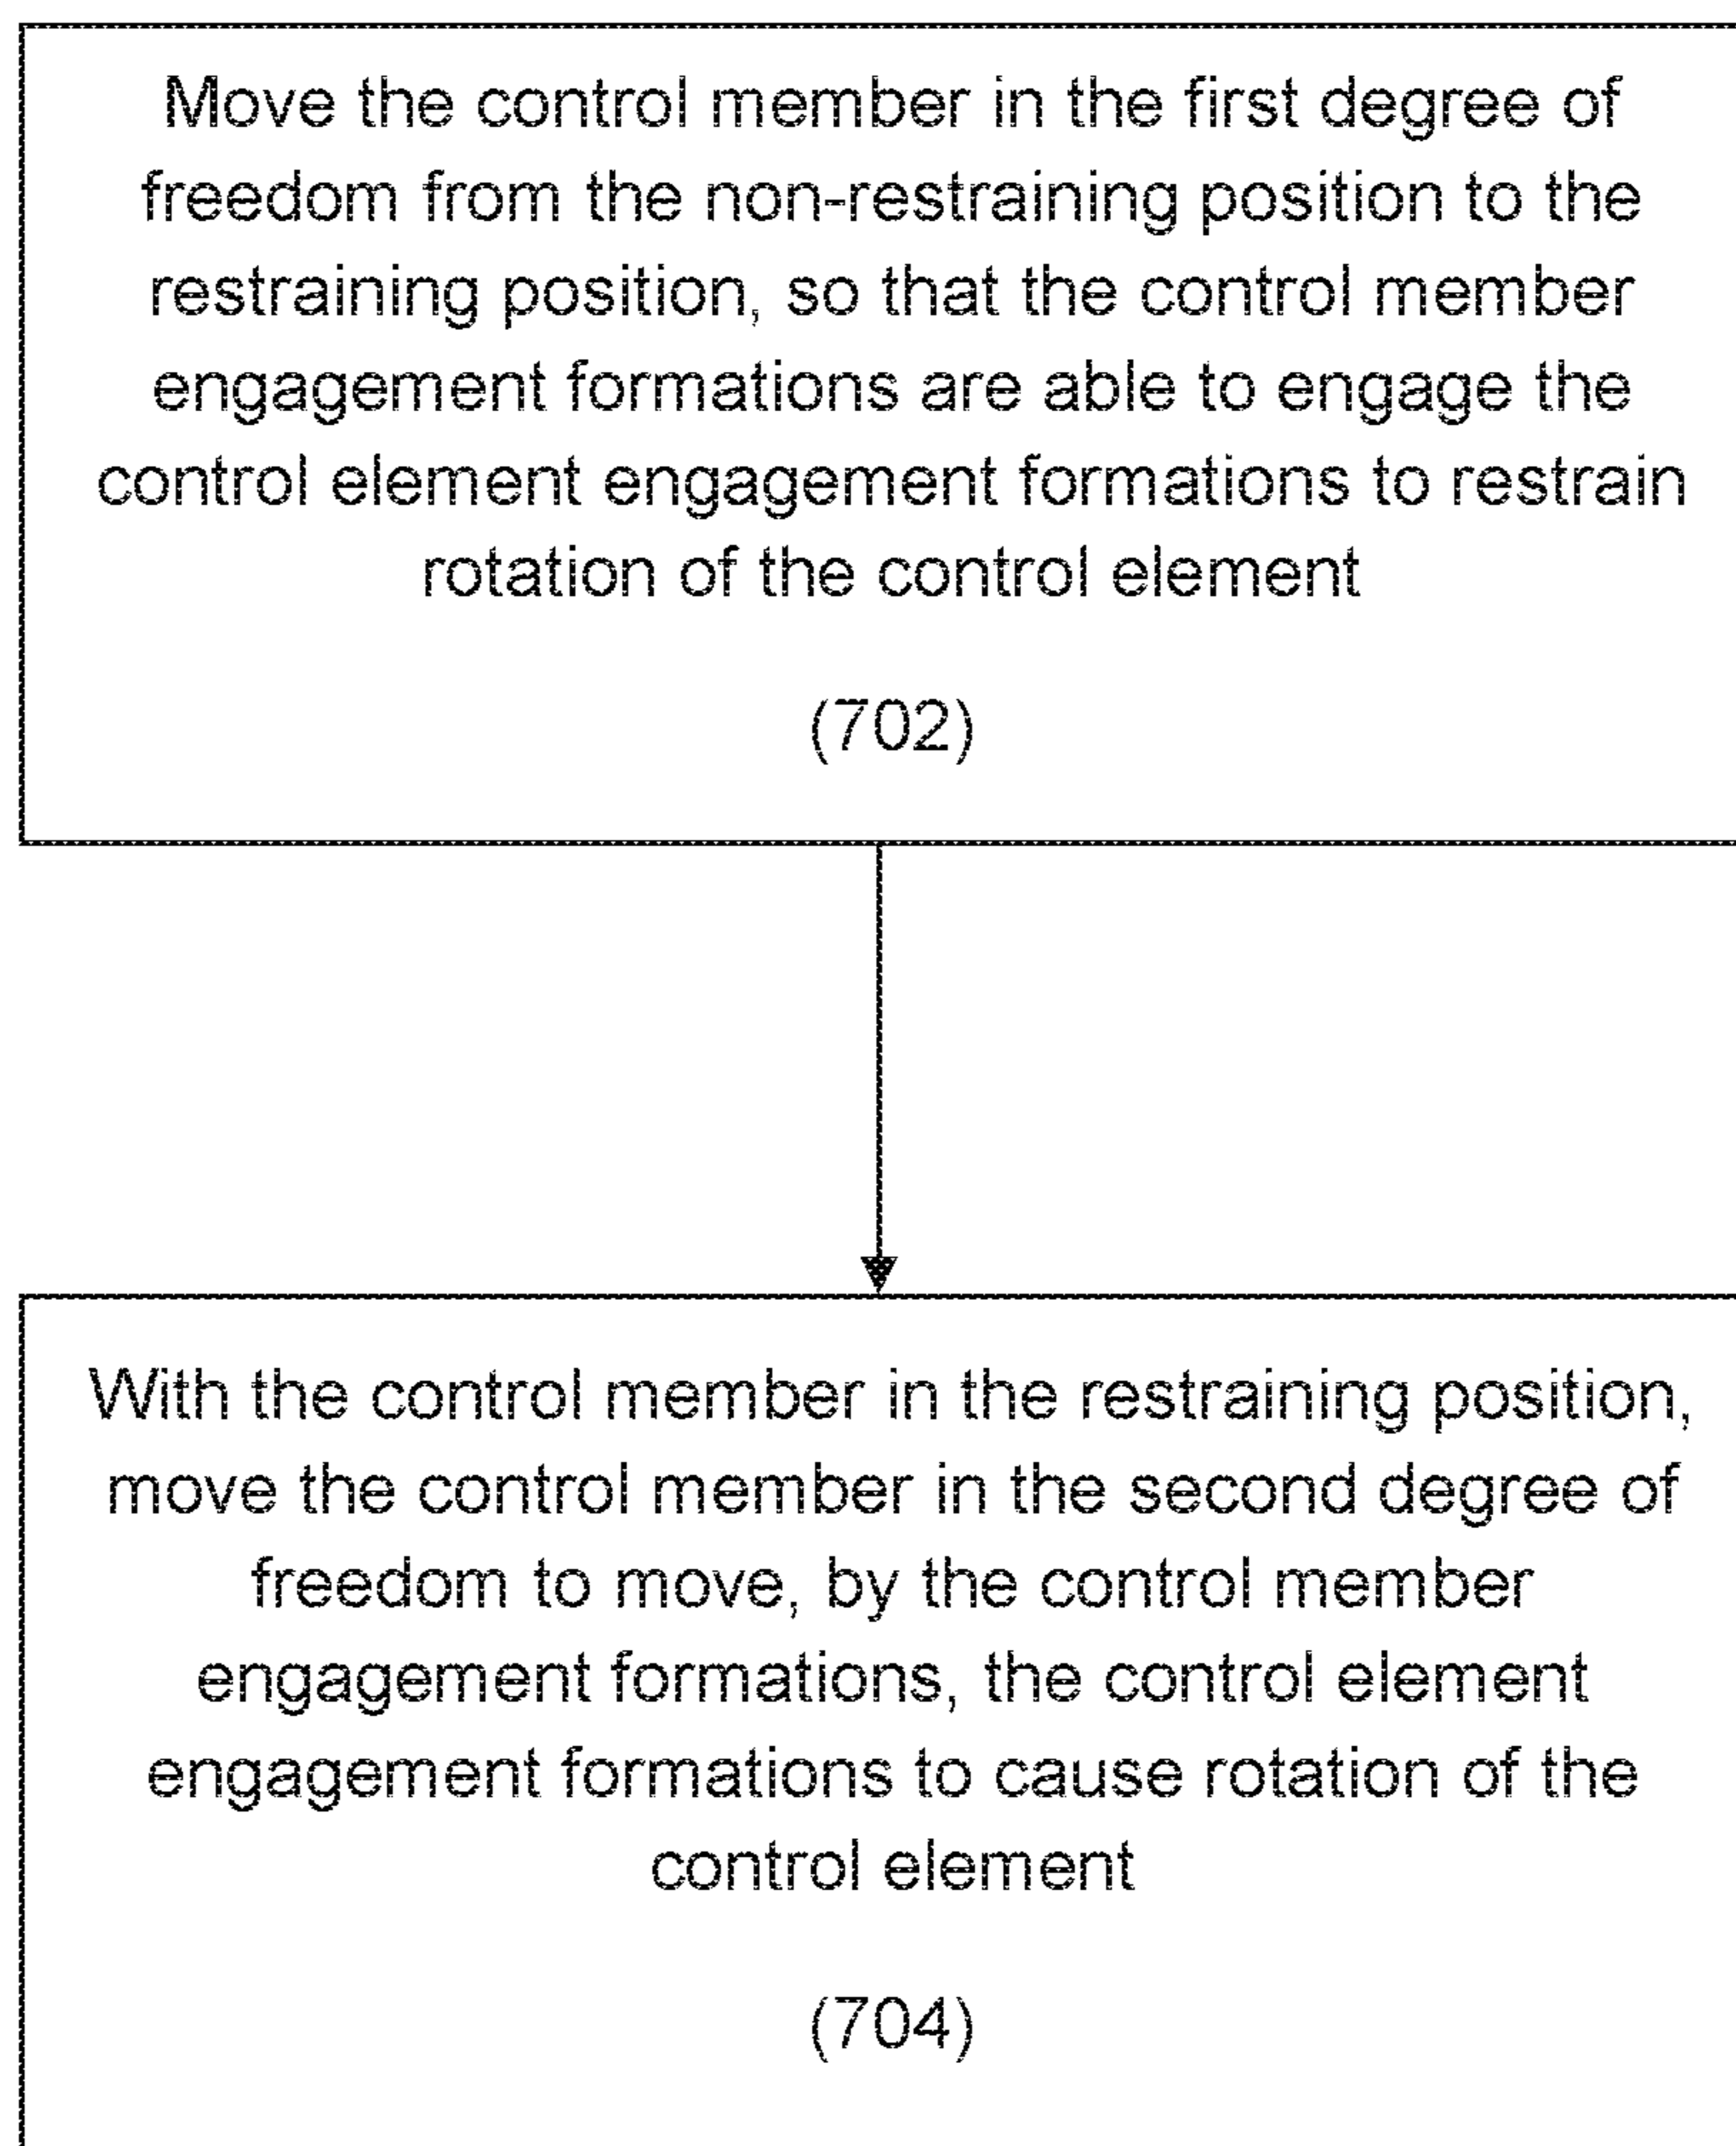 Move the control member in the first degree of
freedom from the non-restraining position to the
restraining position, so that the control member
engagement formations are able to engage the
control element engagement formations to restrain
rotation of the control element
(702)
With the control member in the restraining position,
move the control member in the second degree of
freedom to move, by the control member
engagement formations, the control element
engagement formations to cause rotation of the
control element
(704)